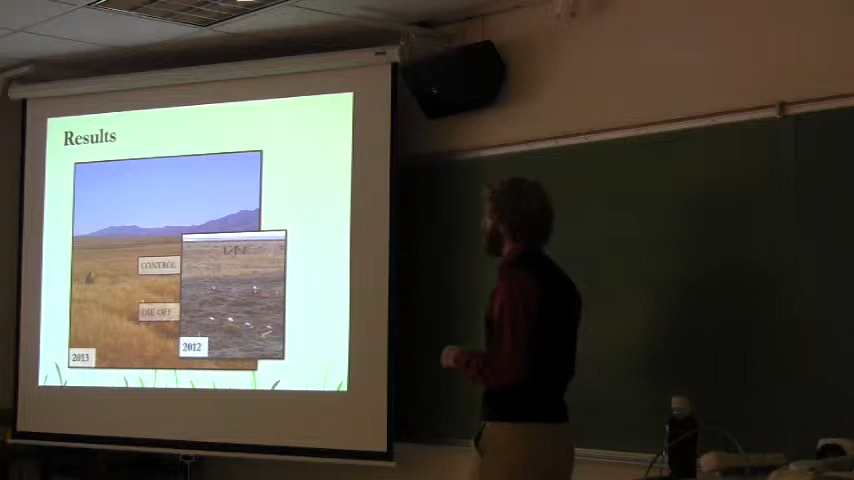 Results
CONTROL
DIE-OFF
2012
2013